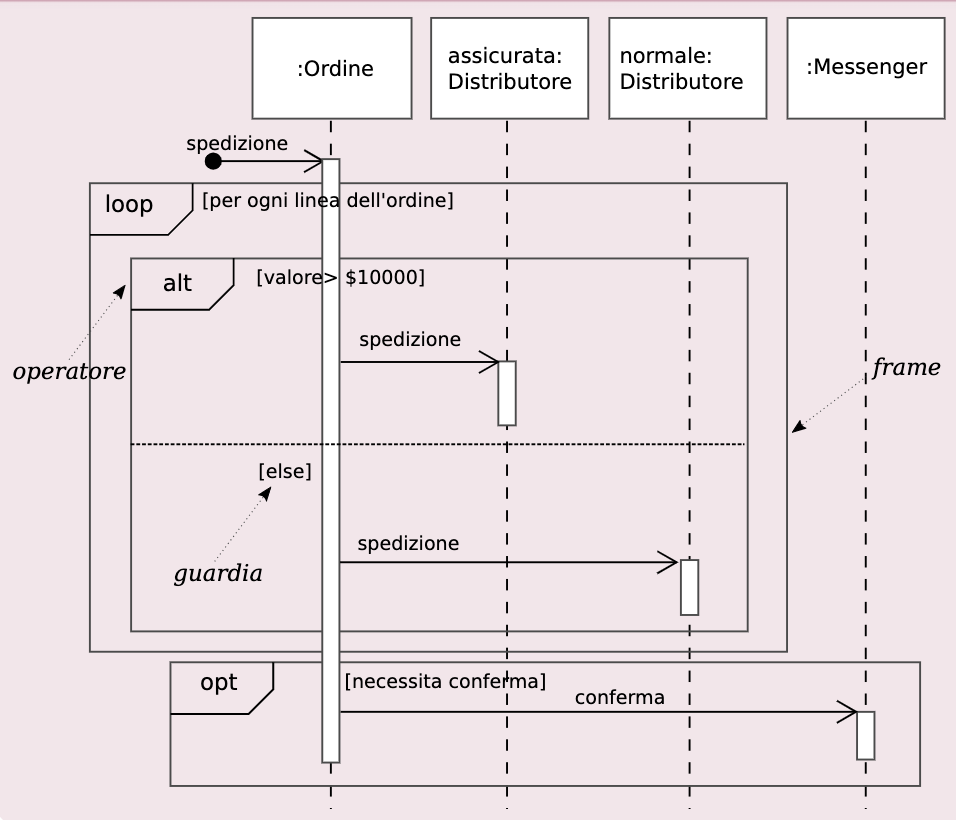 :Ordine
assicurata:
Distributore
normale:
Distributore
:Messenger
spedizione
loop
[per ogni linea dell'ordine]
alt
[valore> $10000]
spedizione
operatore
frame
[else]
spedizione
guardia
opt
[necessita conferma]
conferma